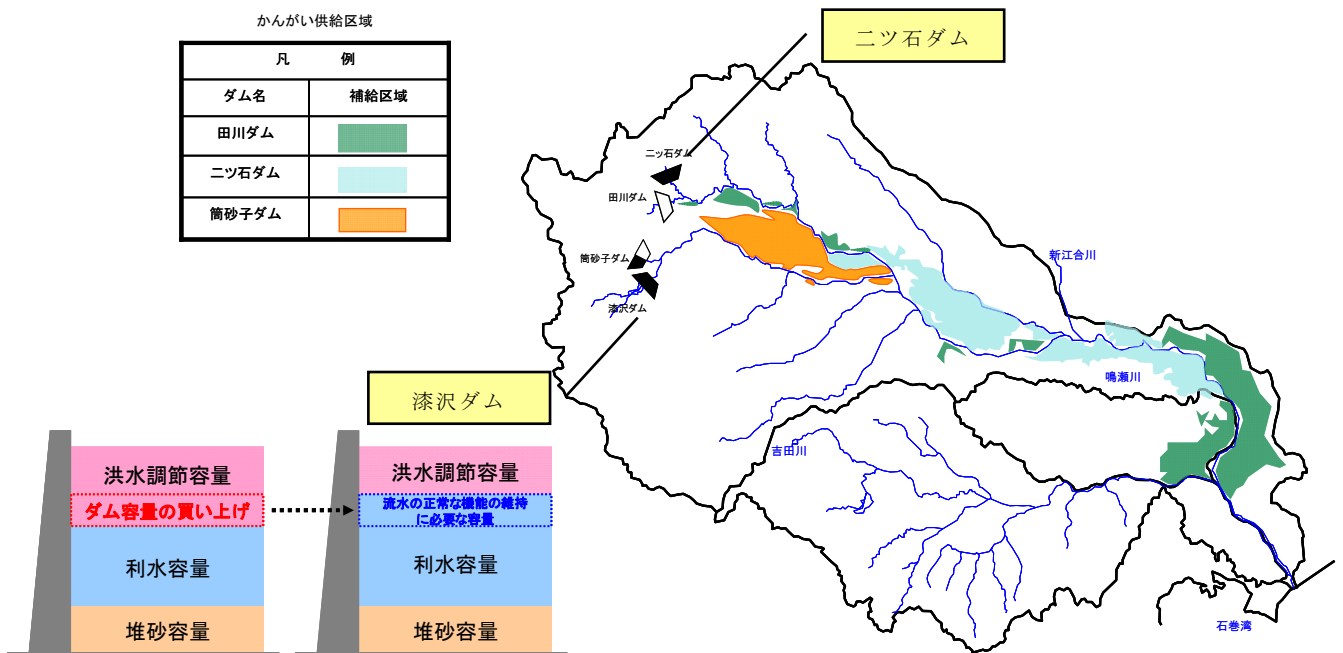 かんがい供給区域
凡 例
ダム名 補給区域
田川ダム
二ツ石ダム
筒砂子ダム
二ツ石ダム
二ッ石ダム
田川ダム
筒砂子ダム
漆沢ダム
新江合川
鳴瀬川
吉田川
石巻湾
漆沢ダム
洪水調節容量
ダム容量の買い上げ
利水容量
堆砂容量
洪水調節容量
流水の正常な機能の維持
に必要な容量
利水容量
堆砂容量